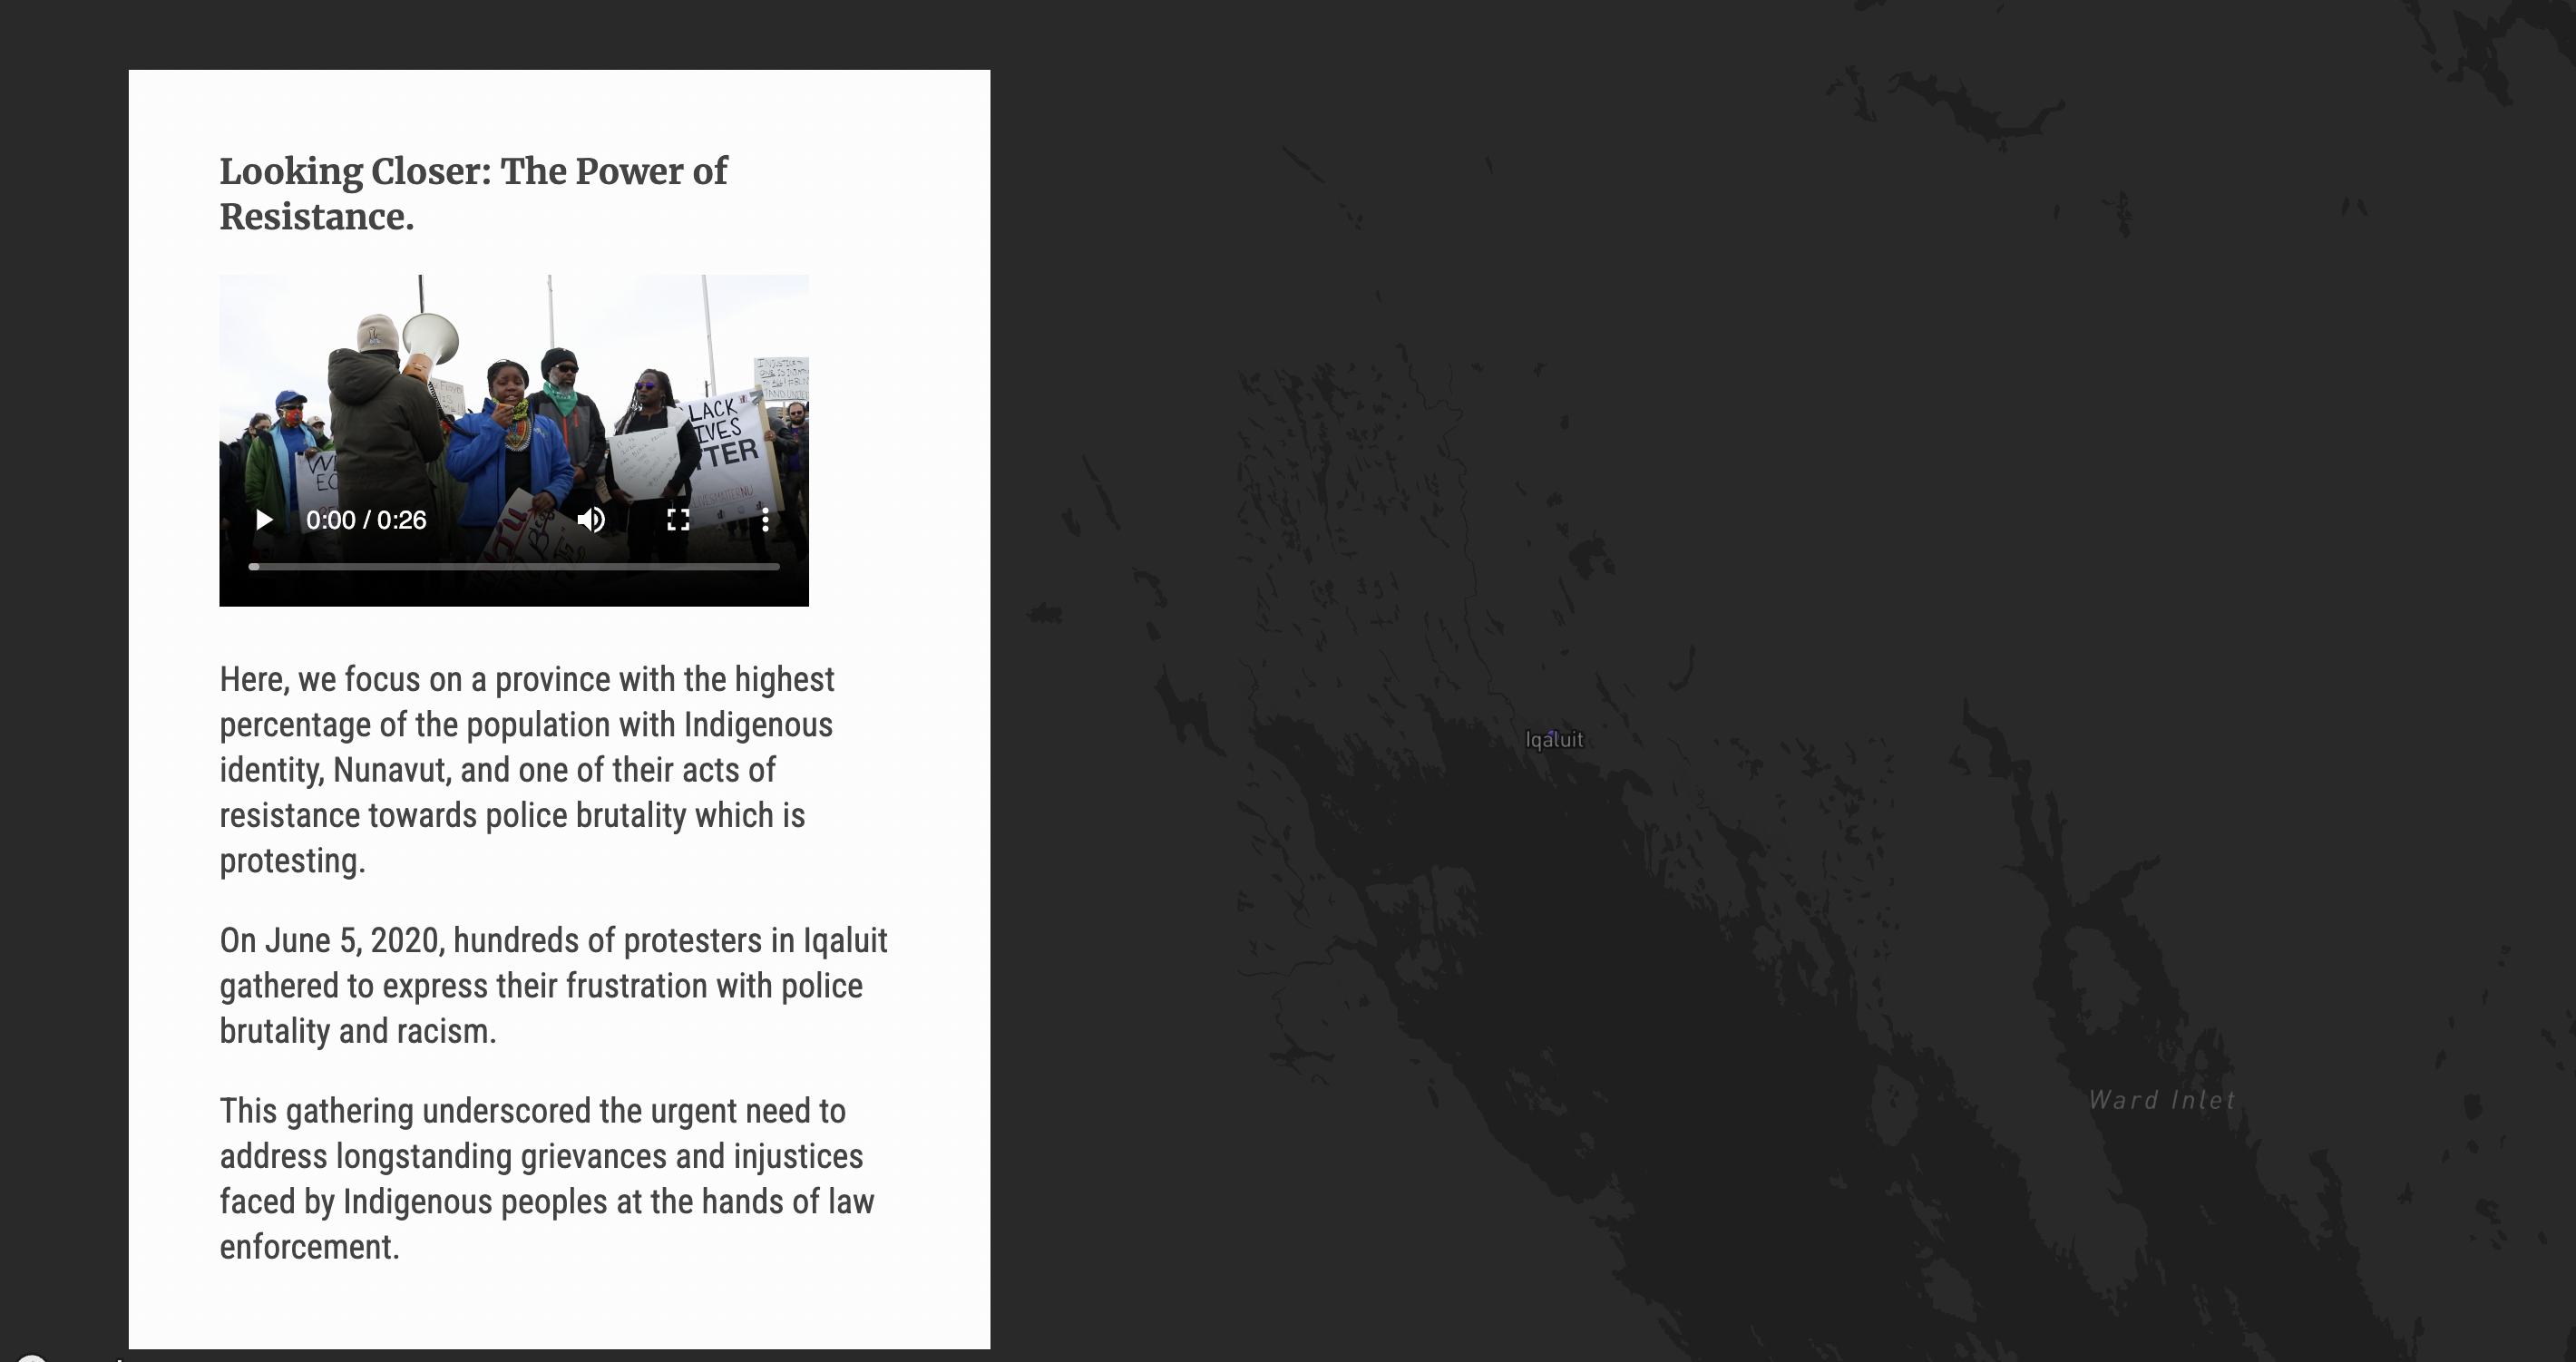 Looking Closer: The Power of
Resistance.
LACK
IVES
TTER
0:00 / 0:26
Here, we focus on a province with the highest
percentage of the population with Indigenous
identity, Nunavut, and one of their acts of
resistance towards police brutality which is
protesting.
On June 5, 2020, hundreds of protesters in Iqaluit
gathered to express their frustration with police
brutality and racism.
This gathering underscored the urgent need to
address longstanding grievances and injustices
faced by Indigenous peoples at the hands of law
enforcement.
Iqaluit
Ward Inlet